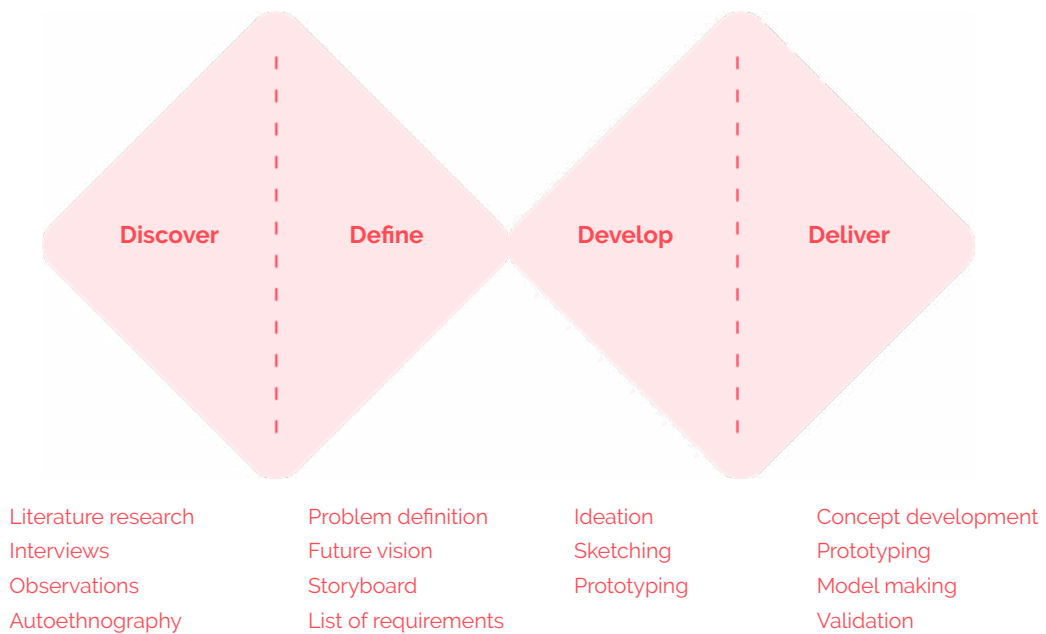 Discover
Define
Develop
Deliver
Literature research
Interviews
Observations
Autoethnography
Problem definition
Future vision
Storyboard
List of requirements
Ideation
Sketching
Prototyping
Concept development
Prototyping
Model making
Validation